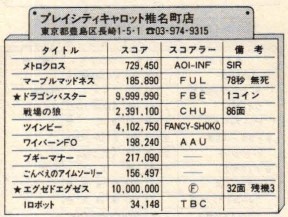 プレイシティキャロット椎名町店
東京都豊島区長崎1-5-1 ☎03-974-9315
タイトル スコア スコアラー 備考
メトロクロス 729,450 AOI-INF SIR
マーブルマッドネス 185,890 FUL 78秒 無死
★ドラゴンバスター 9,999,990 FBE 1コイン
戦場の狼 2,391,100 CHU 86面
ツインビー 4,102,750 FANCY-SHOKO
ワイバーンFO 198,240 AAU
ブギーマナー 217,090 ──
ごんべえのアイムソーリー 156,497 ──
★エグゼドエグゼス 10,000,000 Ⓕ 32面 残機3
Iロボット 34,148 TBC